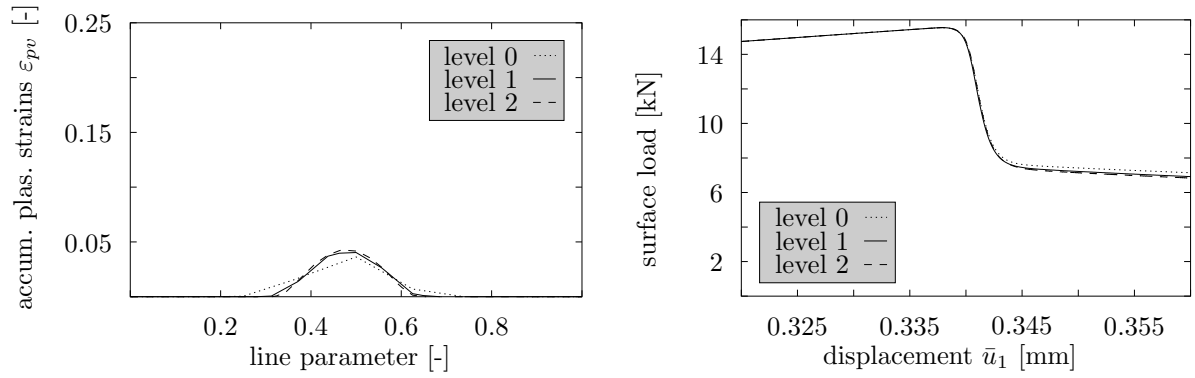 accum. plas. strains εpv [-]
0.25
0.15
0.05
level 0
level 1
level 2
0.2
0.4
0.6
0.8
line parameter [-]
surface load [kN]
14
10
6
2
level 0
level 1
level 2
0.325
0.335
0.345
0.355
displacement ū1 [mm]